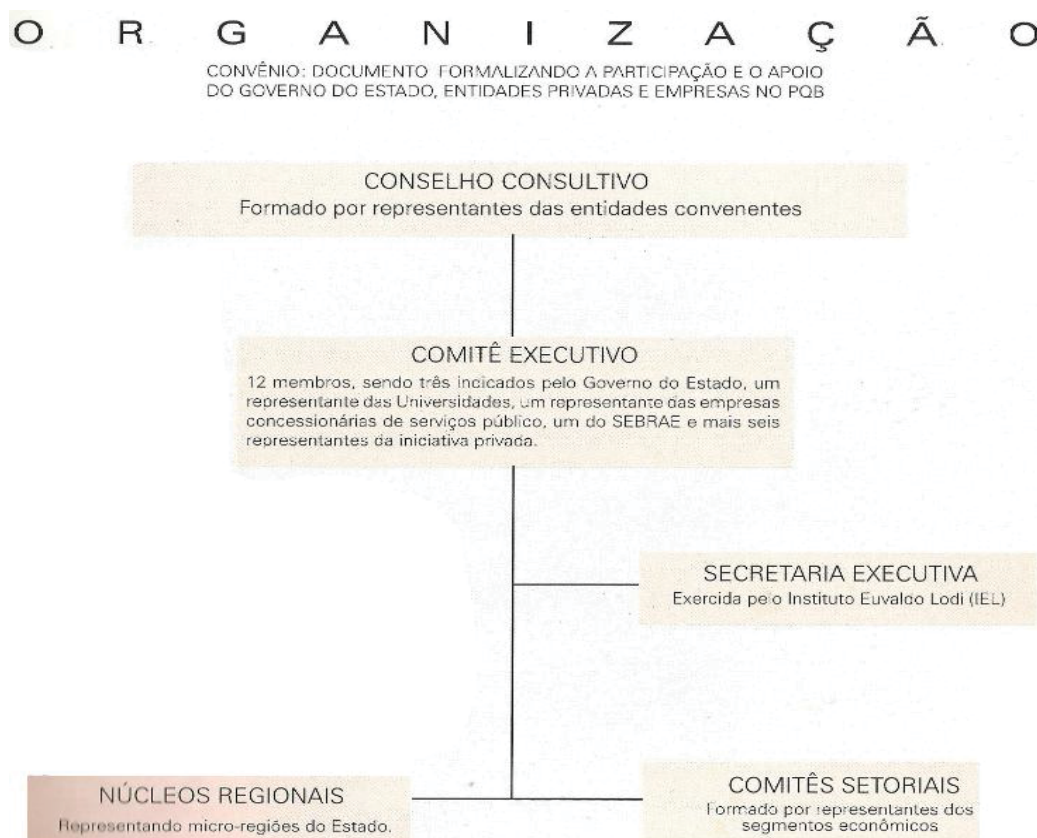 ORGANIZAÇÃO
CONVÊNIO: DOCUMENTO FORMALIZANDO A PARTICIPAÇÃO E O APOIO
DO GOVERNO DO ESTADO, ENTIDADES PRIVADAS E EMPRESAS NO PQB
CONSELHO CONSULTIVO
Formado por representantes das entidades convenentes
COMITÊ EXECUTIVO
12 membros, sendo três indicados pelo Governo do Estado, um
representante das Universidades, um representante das empresas
concessionárias de serviços público, um do SEBRAE e mais seis
representantes da iniciativa privada.
SECRETARIA EXECUTIVA
Exercida pelo Instituto Euvaldo Lodi (IEL)
NÚCLEOS REGIONAIS
Representando micro-regiões do Estado.
COMITÊS SETORIAIS
Formado por representantes dos
segmentos econômicos